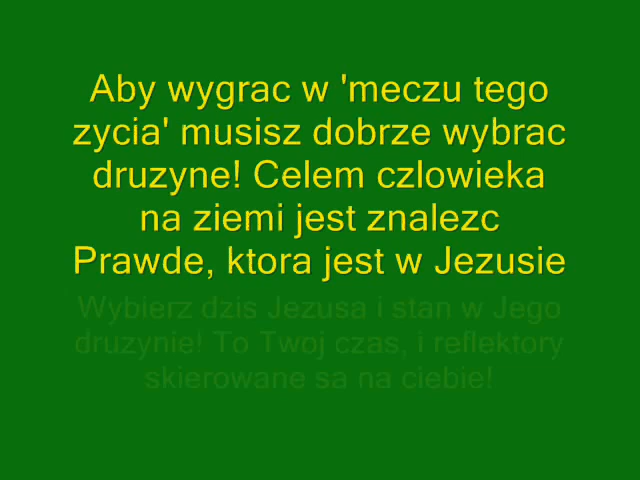 Aby wygrac w 'meczu tego
zycia' musisz dobrze wybrac
druzyne! Celem czlowieka
na ziemi jest znalezc
Prawde, ktora jest w Jezusie
Wybierz dzis Jezusa i stan w Jego
druzynie! To Twoj czas, i reflektory
skierowane sa na ciebie!